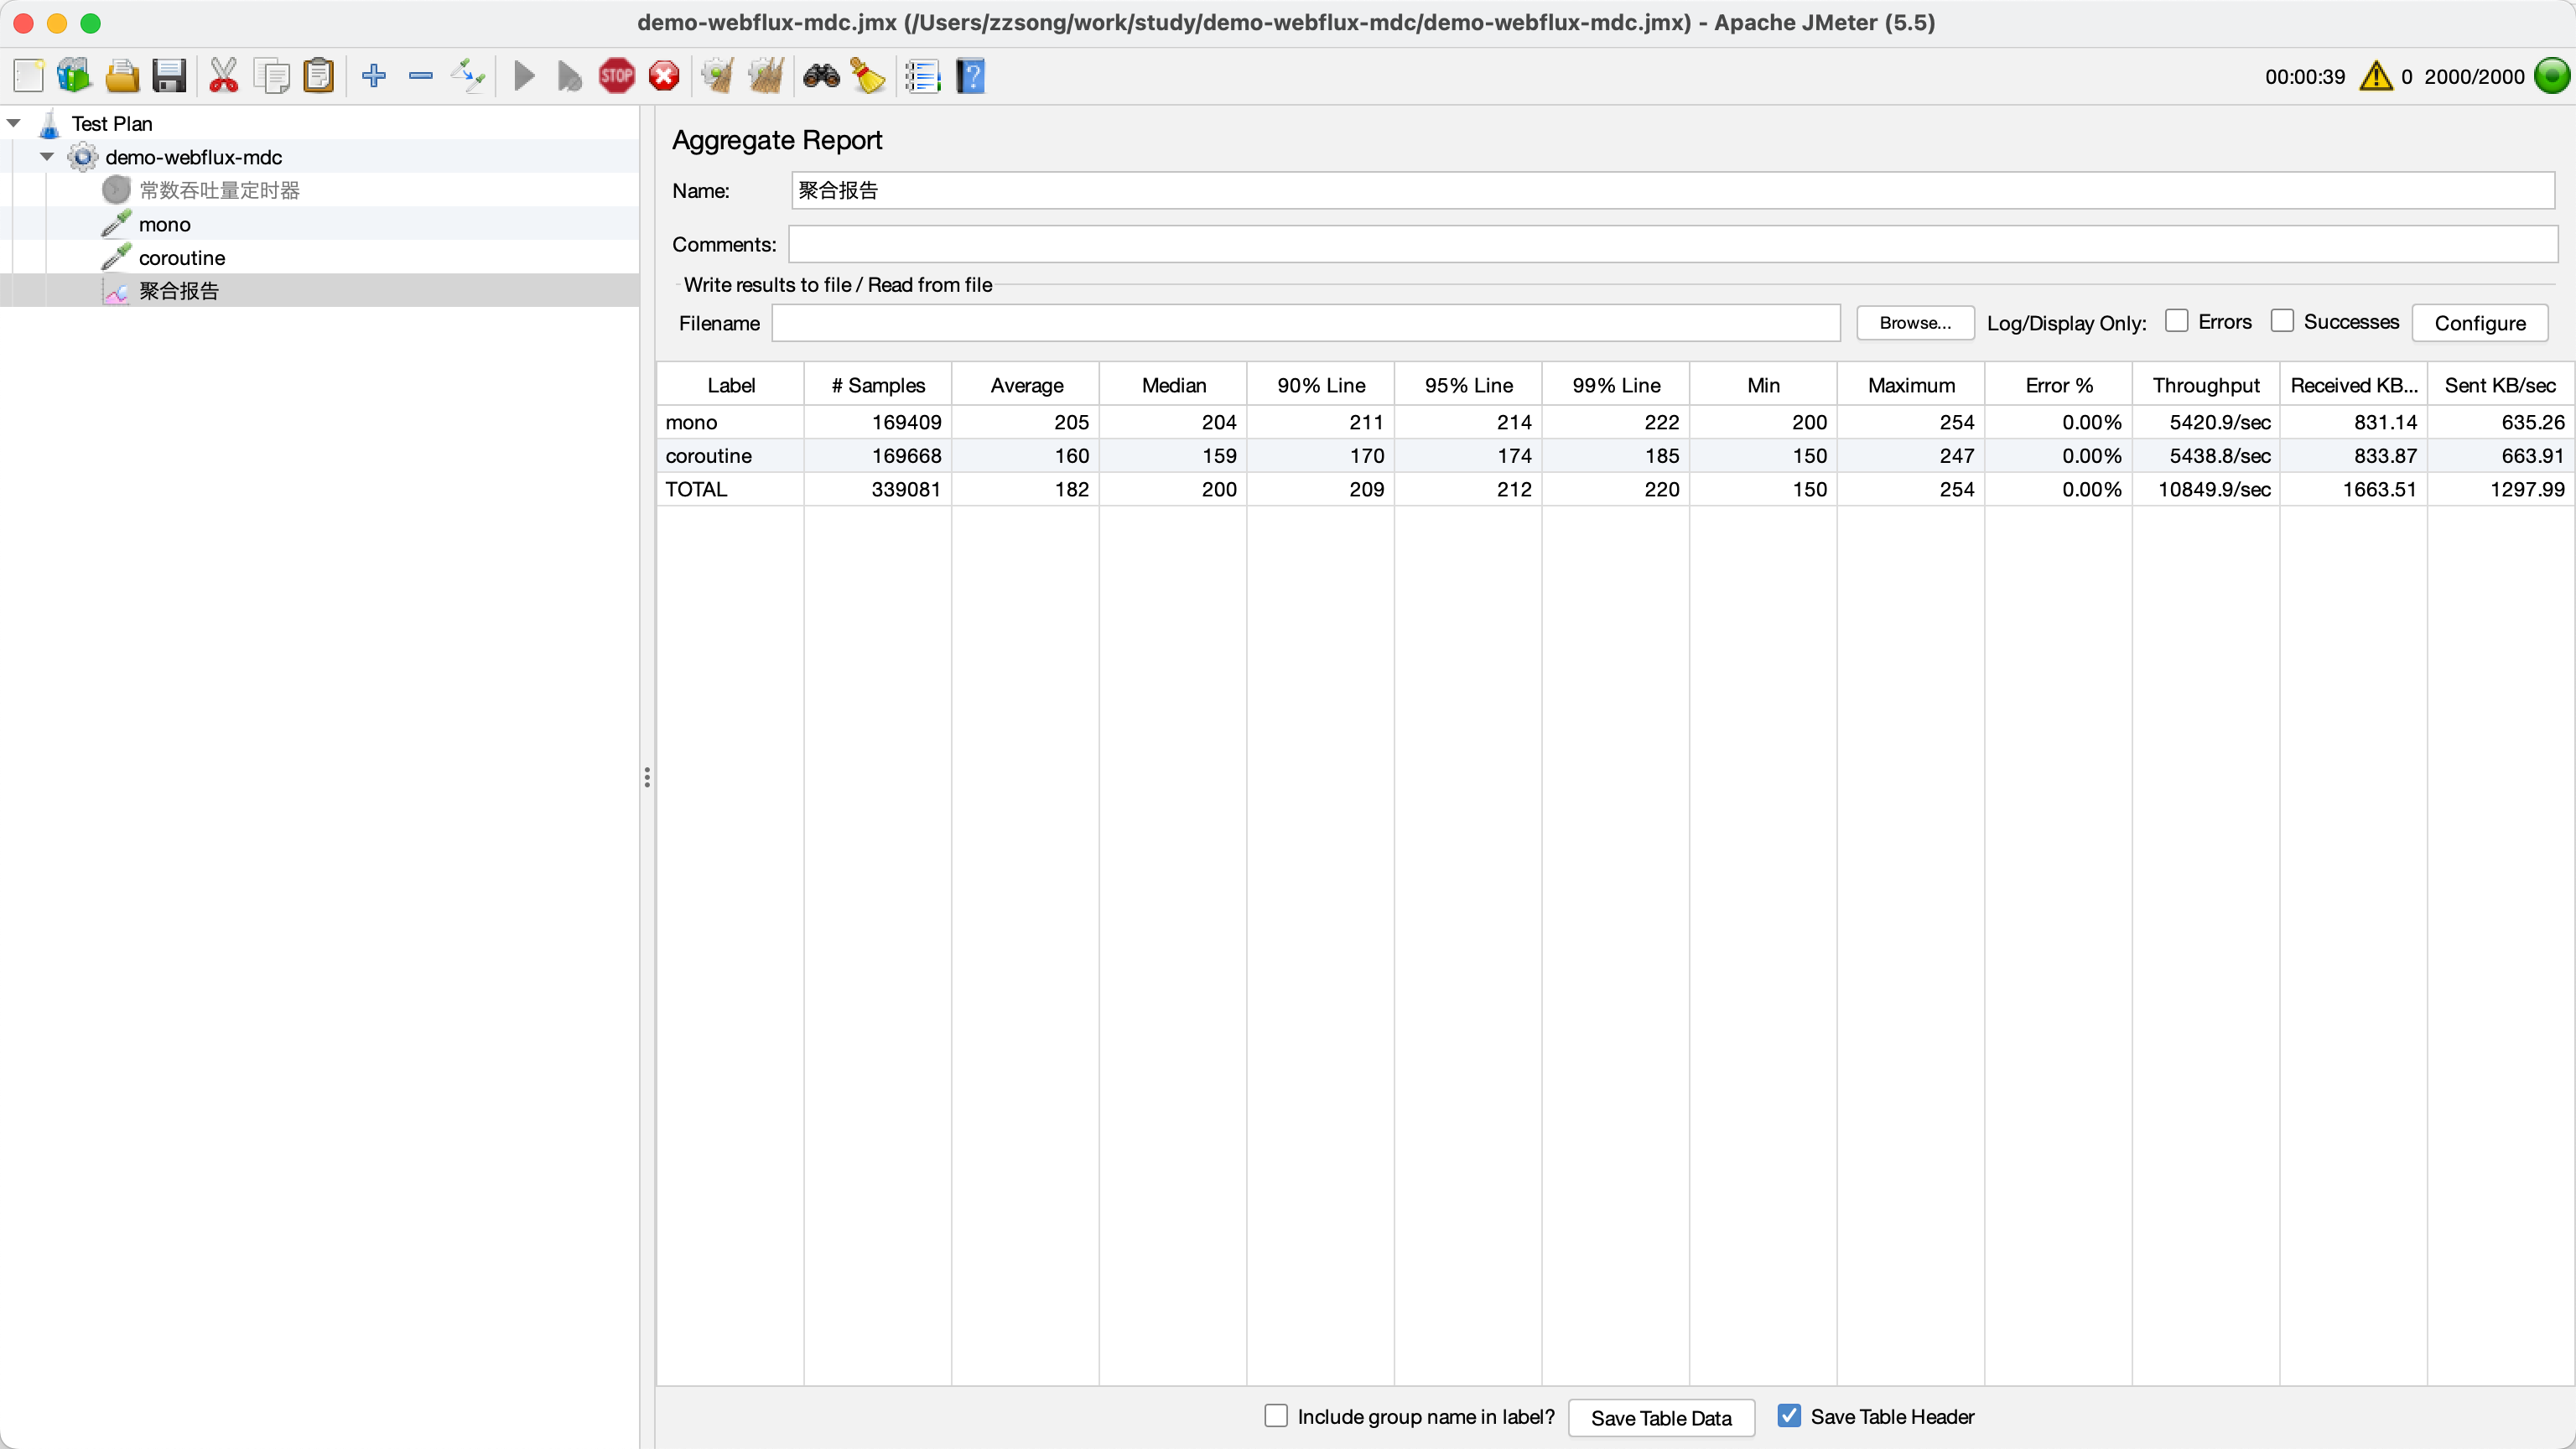 demo-webflux-mdc.jmx (/Users/zzsong/work/study/demo-webflux-mdc/demo-webflux-mdc.jmx) - Apache JMeter (5.5)
STOP
00:00:39 0 2000/2000
Test Plan
demo-webflux-mdc
常数吞吐量定时器
mono
coroutine
聚合报告
Aggregate Report
Name: 聚合报告
Comments:
Write results to file / Read from file
Filename Browse... Log/Display Only: Errors Successes Configure
Label # Samples Average Median 90% Line 95% Line 99% Line Min Maximum Error % Throughput Received KB... Sent KB/sec
mono 169409 205 204 211 214 222 200 254 0.00% 5420.9/sec 831.14 635.26
coroutine 169668 160 159 170 174 185 150 247 0.00% 5438.8/sec 833.87 663.91
TOTAL 339081 182 200 209 212 220 150 254 0.00% 10849.9/sec 1663.51 1297.99
Include group name in label? Save Table Data Save Table Header